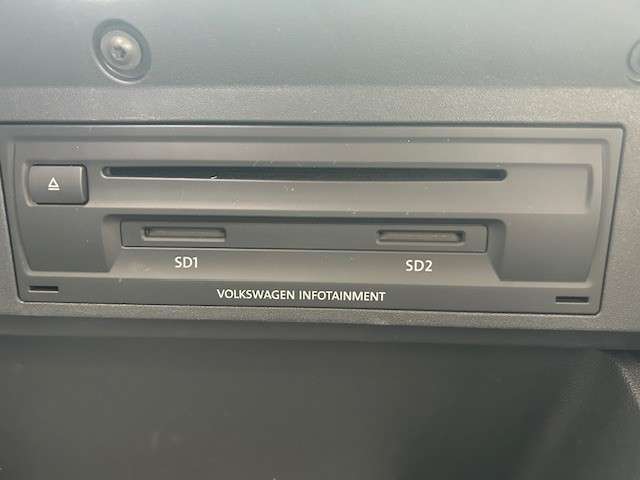 SD1 SD2
VOLKSWAGEN INFOTAINMENT